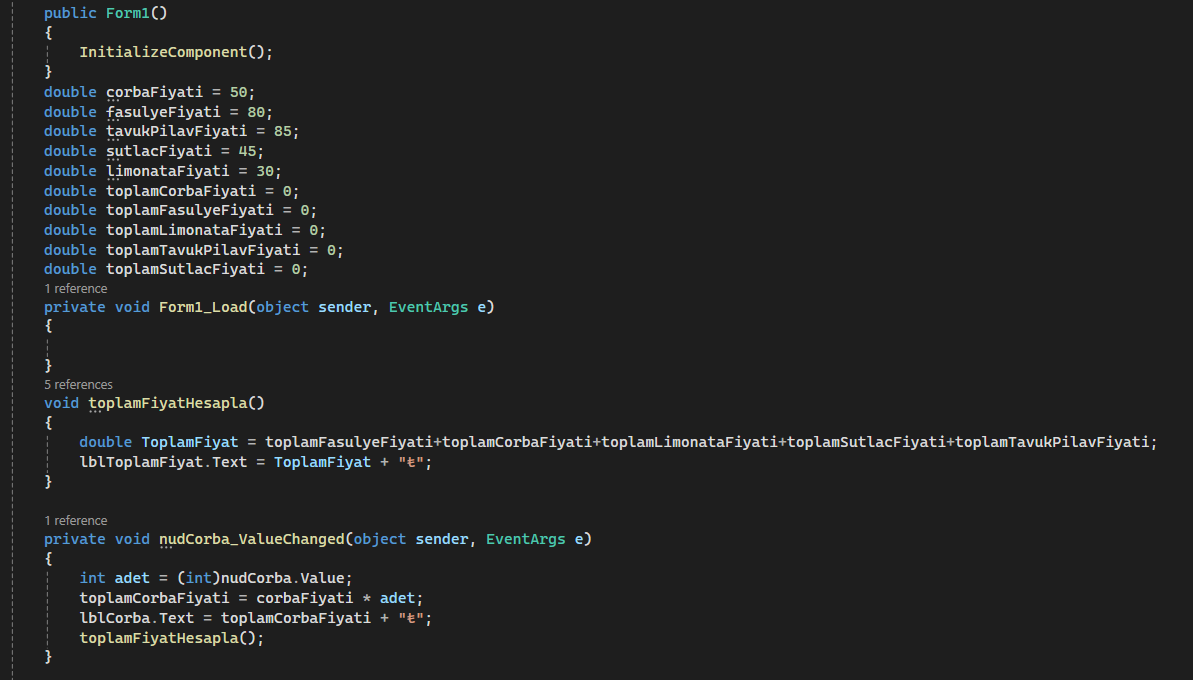 public Form1()
{
    InitializeComponent();
}
double corbaFiyati = 50;
double fasulyeFiyati = 80;
double tavukPilavFiyati = 85;
double sutlacFiyati = 45;
double limonataFiyati = 30;
double toplamCorbaFiyati = 0;
double toplamFasulyeFiyati = 0;
double toplamLimonataFiyati = 0;
double toplamTavukPilavFiyati = 0;
double toplamSutlacFiyati = 0;
1 reference
private void Form1_Load(object sender, EventArgs e)
{
}
5 references
void toplamFiyatHesapla()
{
    double ToplamFiyat = toplamFasulyeFiyati+toplamCorbaFiyati+toplamLimonataFiyati+toplamSutlacFiyati+toplamTavukPilavFiyati;
    lblToplamFiyat.Text = ToplamFiyat + "₺";
}
1 reference
private void nudCorba_ValueChanged(object sender, EventArgs e)
{
    int adet = (int)nudCorba.Value;
    toplamCorbaFiyati = corbaFiyati * adet;
    lblCorba.Text = toplamCorbaFiyati + "₺";
    toplamFiyatHesapla();
}